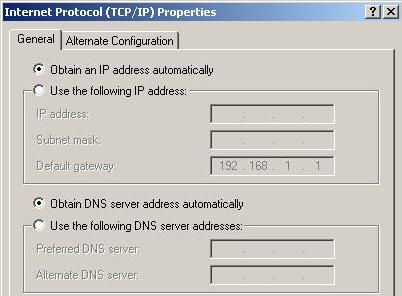 Internet Protocol (TCP/IP) Properties
General Alternate Configuration
Obtain an IP address automatically
Use the following IP address:
IP address:
Subnet mask:
Default gateway: 192 . 168 . 1 . 1
Obtain DNS server address automatically
Use the following DNS server addresses:
Preferred DNS server:
Alternate DNS server: